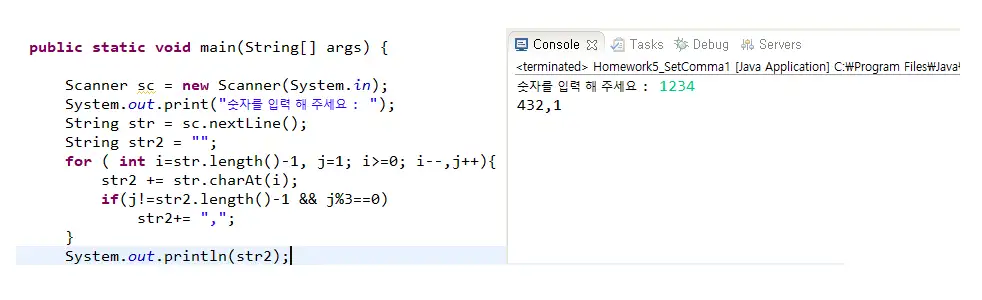 public static void main(String[] args) {
Scanner sc = new Scanner(System.in);
System.out.print("숫자를 입력 해 주세요 : ");
String str = sc.nextLine();
String str2 = "";
for ( int i=str.length()-1, j=1; i>=0; i--,j++){
str2 += str.charAt(i);
if(j!=str2.length()-1 && j%3==0)
str2+= ",";
}
System.out.println(str2);
Console Tasks Debug Servers
<terminated> Homework5_SetComma1 [Java Application] C:₩Program Files₩Java₩
숫자를 입력 해 주세요 : 1234
432,1